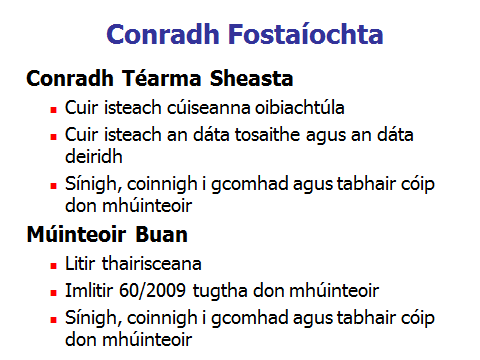 Conradh Fostaíochta
Conradh Téarma Sheasta
Cuir isteach cúiseanna oibiachtúla
Cuir isteach an dáta tosaithe agus an dáta
deiridh
Sínigh, coinnigh i gcomhad agus tabhair cóip
don mhúinteoir
Múinteoir Buan
Litir thairisceana
Imlitir 60/2009 tugtha don mhúinteoir
Sínigh, coinnigh i gcomhad agus tabhair cóip
don mhúinteoir